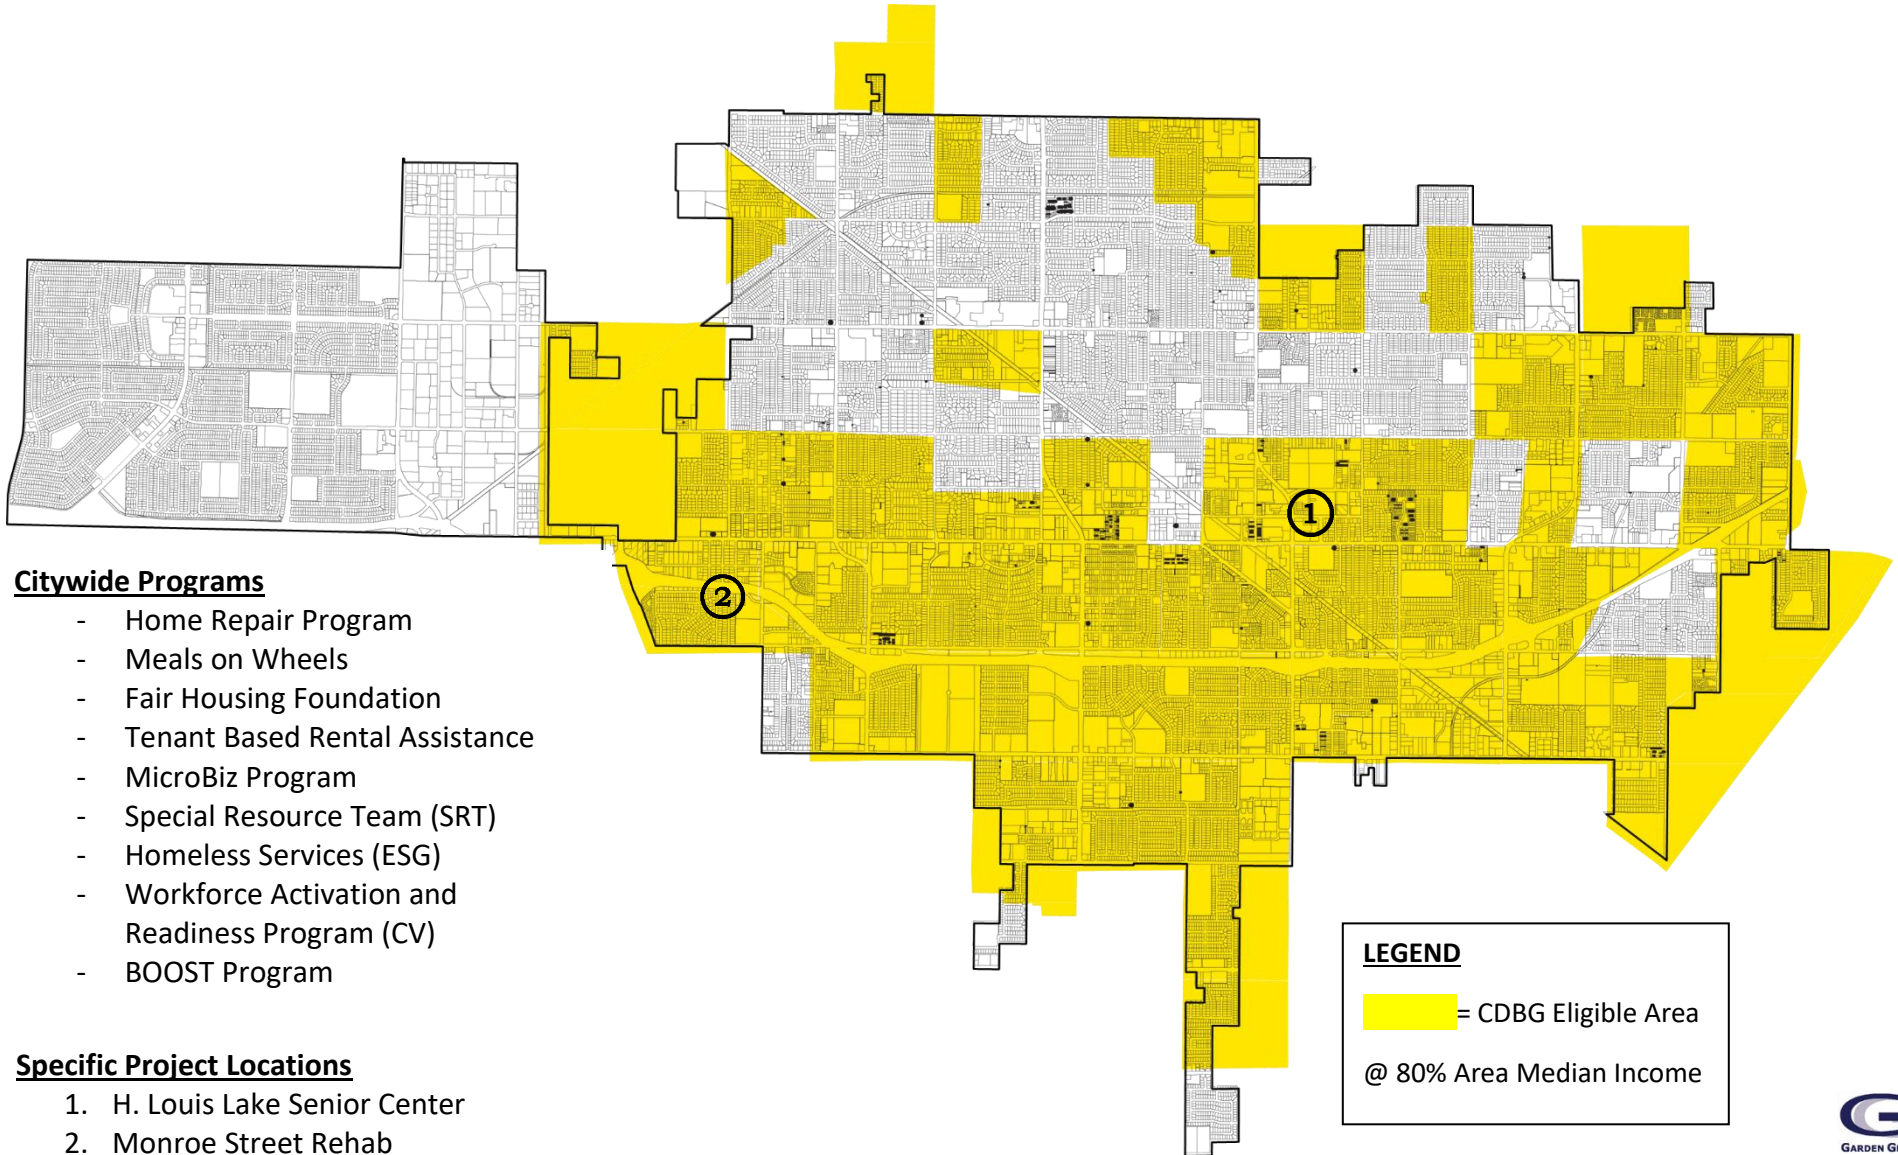 1
2
Citywide Programs
- Home Repair Program
- Meals on Wheels
- Fair Housing Foundation
- Tenant Based Rental Assistance
- MicroBiz Program
- Special Resource Team (SRT)
- Homeless Services (ESG)
- Workforce Activation and
Readiness Program (CV)
- BOOST Program
Specific Project Locations
1. H. Louis Lake Senior Center
2. Monroe Street Rehab
LEGEND
= CDBG Eligible Area
@ 80% Area Median Income
GARDEN